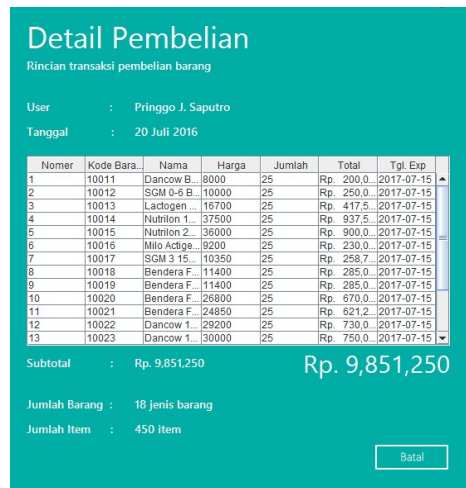 Detail Pembelian
Rincian transaksi pembelian barang
User : Pringgo J. Saputro
Tanggal : 20 Juli 2016
Nomer Kode Bara... Nama Harga Jumlah Total Tgl. Exp
1 10011 Dancow B... 8000 25 Rp. 200,0... 2017-07-15
2 10012 SGM 0-6 B... 10000 25 Rp. 250,0... 2017-07-15
3 10013 Lactogen ... 16700 25 Rp. 417,5... 2017-07-15
4 10014 Nutrilon 1... 37500 25 Rp. 937,5... 2017-07-15
5 10015 Nutrilon 2... 36000 25 Rp. 900,0... 2017-07-15
6 10016 Milo Actige... 9200 25 Rp. 230,0... 2017-07-15
7 10017 SGM 3 15... 10350 25 Rp. 258,7... 2017-07-15
8 10018 Bendera F... 11400 25 Rp. 285,0... 2017-07-15
9 10019 Bendera F... 11400 25 Rp. 285,0... 2017-07-15
10 10020 Bendera F... 26800 25 Rp. 670,0... 2017-07-15
11 10021 Bendera F... 24850 25 Rp. 621,2... 2017-07-15
12 10022 Dancow 1... 29200 25 Rp. 730,0... 2017-07-15
13 10023 Dancow 1... 30000 25 Rp. 750,0... 2017-07-15
Subtotal : Rp. 9,851,250 Rp. 9,851,250
Jumlah Barang : 18 jenis barang
Jumlah Item : 450 item
Batal